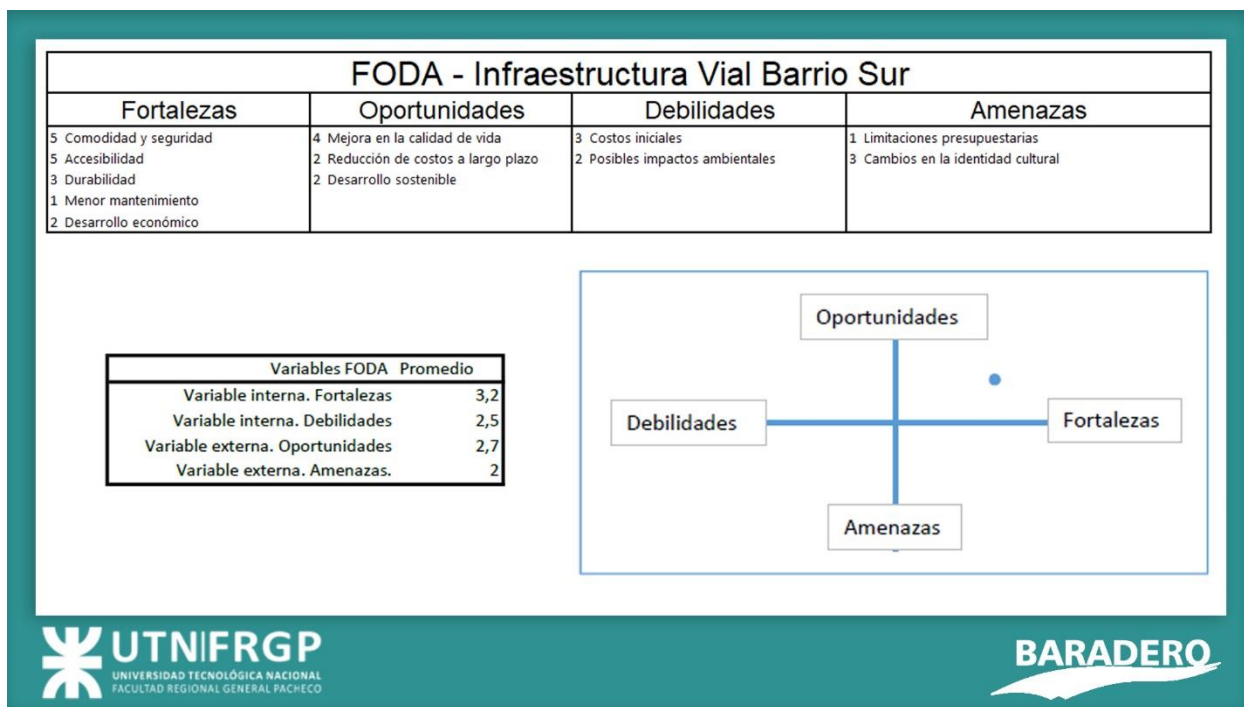 FODA - Infraestructura Vial Barrio Sur
Fortalezas
5 Comodidad y seguridad
5 Accesibilidad
3 Durabilidad
1 Menor mantenimiento
2 Desarrollo económico
Oportunidades
4 Mejora en la calidad de vida
2 Reducción de costos a largo plazo
2 Desarrollo sostenible
Debilidades
3 Costos iniciales
2 Posibles impactos ambientales
Amenazas
1 Limitaciones presupuestarias
3 Cambios en la identidad cultural
Variables FODA Promedio
Variable interna. Fortalezas 3,2
Variable interna. Debilidades 2,5
Variable externa. Oportunidades 2,7
Variable externa. Amenazas. 2
Oportunidades
Debilidades
Fortalezas
Amenazas
UTN|FRGP
UNIVERSIDAD TECNOLÓGICA NACIONAL
FACULTAD REGIONAL GENERAL PACHECO
BARADERO